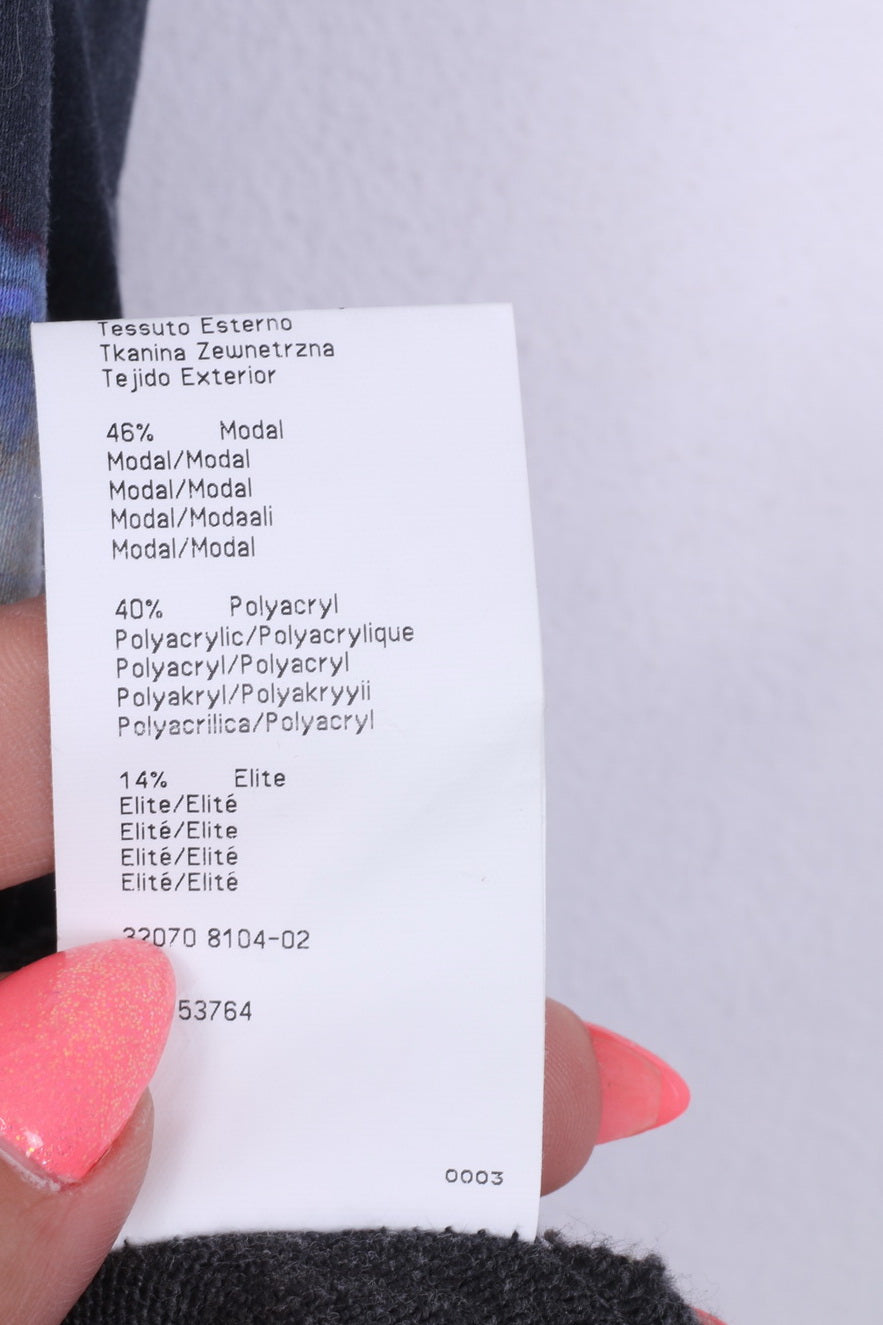 Tessuto Esterno
Tkanina Zewnetrzna
Tejido Exterior
46% Modal
Modal/Modal
Modal/Modal
Modal/Modaali
Modal/Modal
40% Polyacryl
Polyacrylic/Polyacrylique
Polyacryl/Polyacryl
Polyakryl/Polyakryyii
Polyacrilica/Polyacryl
14% Elite
Elite/Elité
Elité/Elite
Elité/Elité
Elité/Elité
32070 8104-02
53764
0003